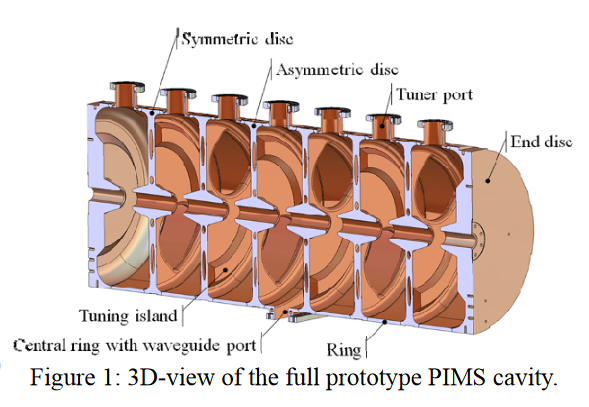 Symmetric disc
Asymmetric disc
Tuner port
End disc
Tuning island
Central ring with waveguide port
Ring
Figure 1: 3D-view of the full prototype PIMS cavity.